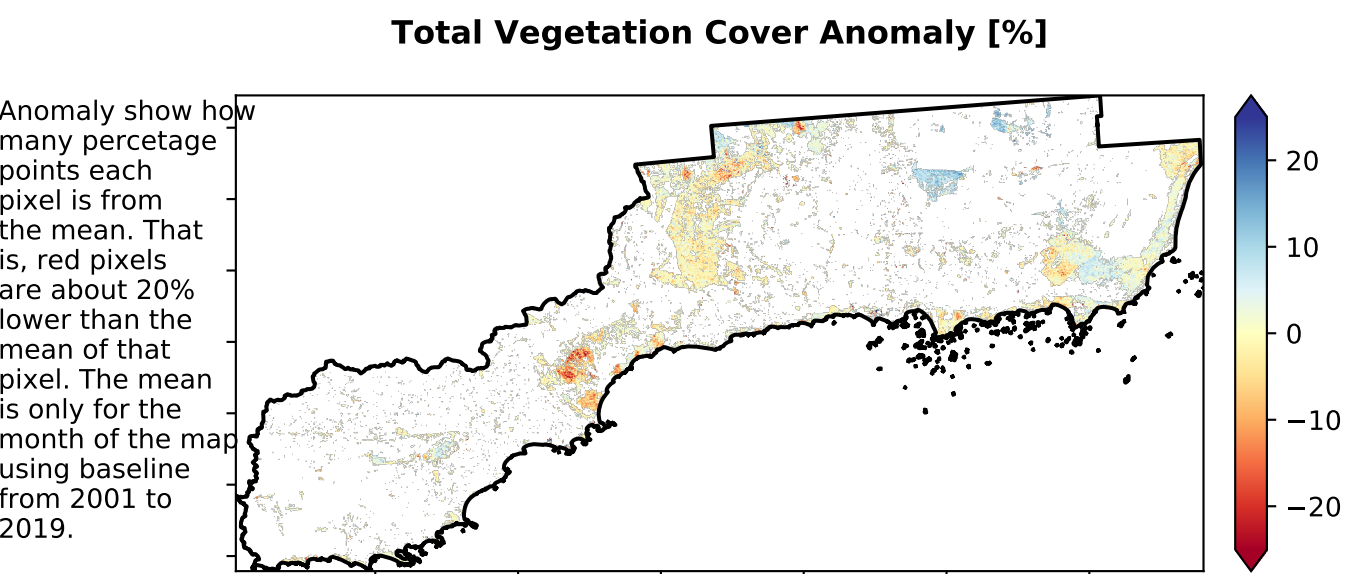 Total Vegetation Cover Anomaly [%]
Anomaly show how
many percetage
points each
pixel is from
the mean. That
is, red pixels
are about 20%
lower than the
mean of that
pixel. The mean
is only for the
month of the map
using baseline
from 2001 to
2019.
20
10
0
−10
−20